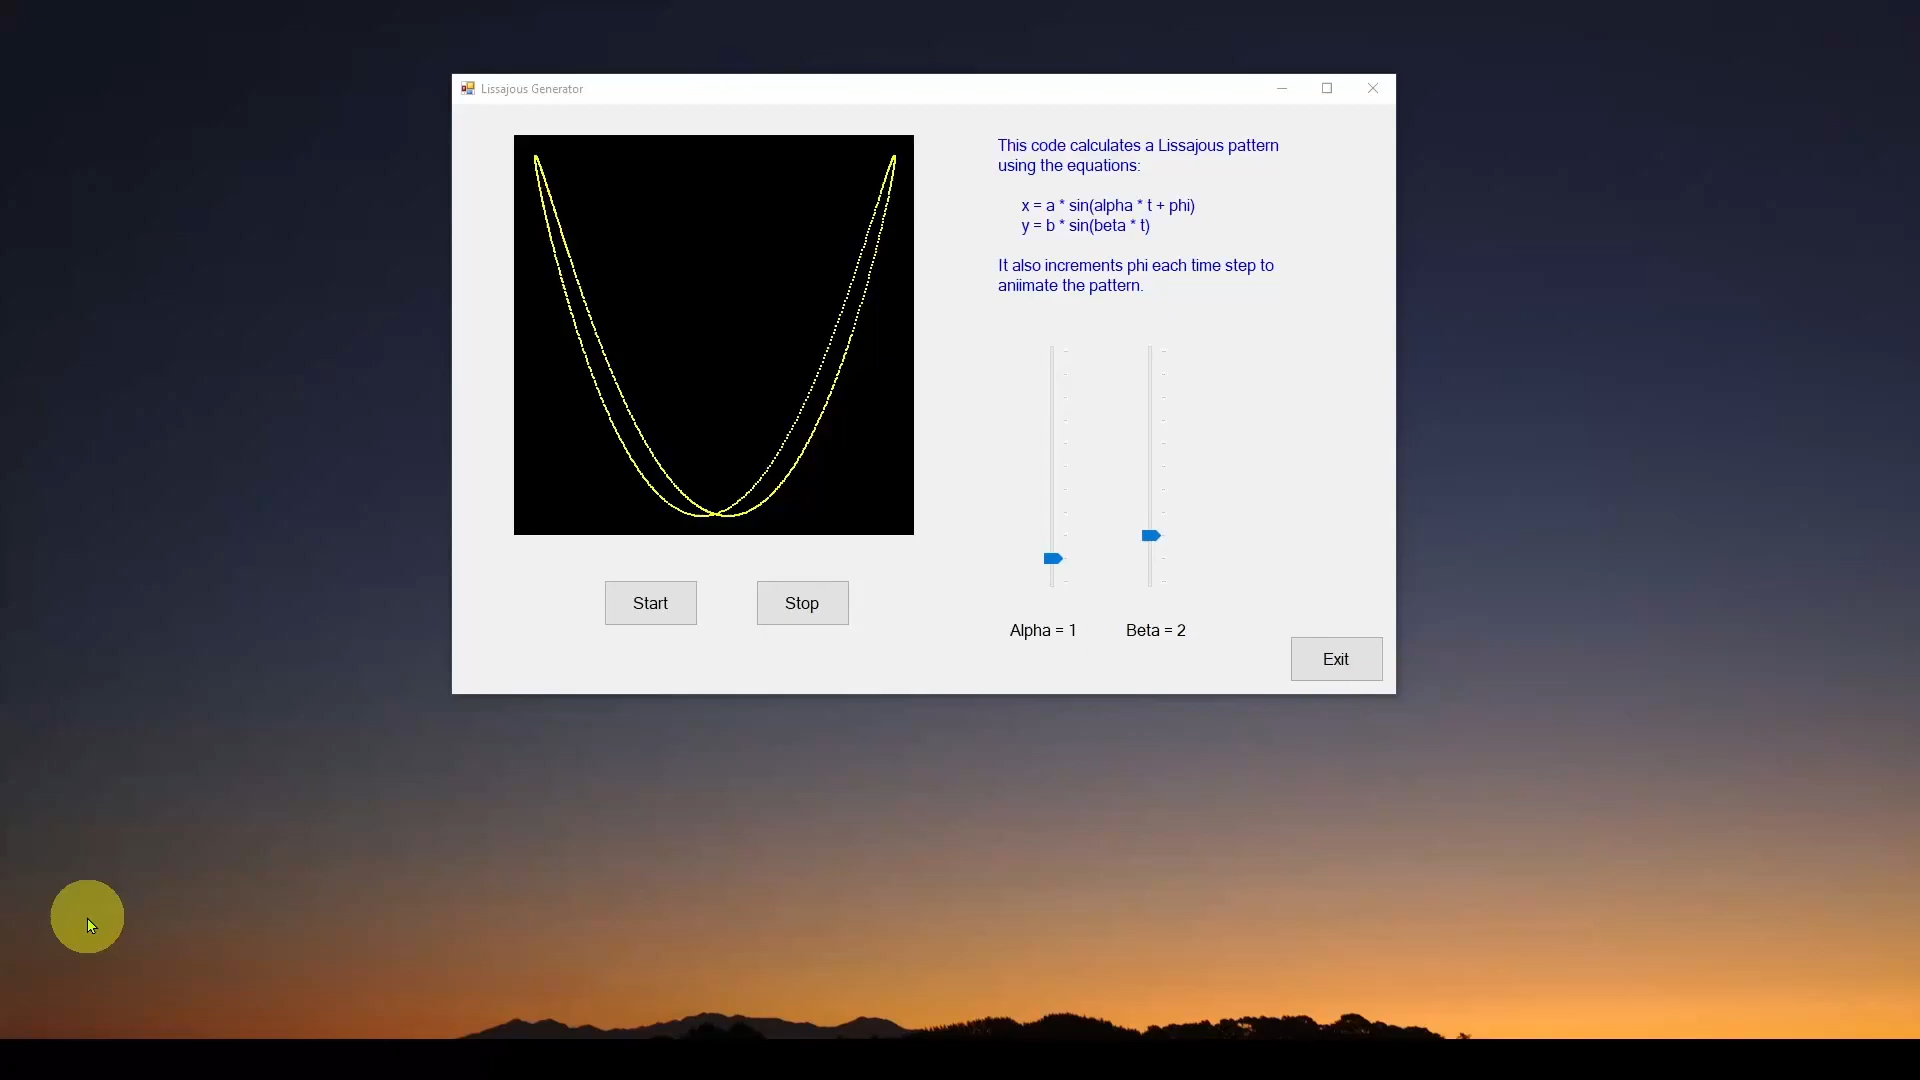 Lissajous Generator
This code calculates a Lissajous pattern
using the equations:
x = a * sin(alpha * t + phi)
y = b * sin(beta * t)
It also increments phi each time step to
aniimate the pattern.
Start
Stop
Alpha = 1
Beta = 2
Exit